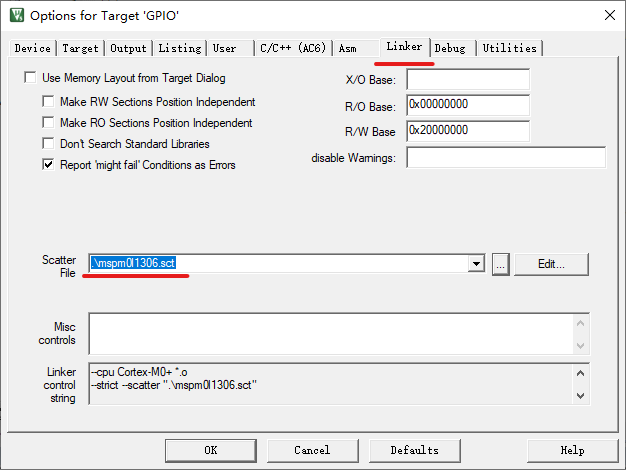 Options for Target 'GPIO'
Device Target Output Listing User C/C++ (AC6) Asm Linker Debug Utilities
Use Memory Layout from Target Dialog
Make RW Sections Position Independent
Make RO Sections Position Independent
Don't Search Standard Libraries
Report 'might fail' Conditions as Errors
X/O Base:
R/O Base: 0x00000000
R/W Base 0x20000000
disable Warnings:
Scatter
File
.\mspm0l1306.sct
...
Edit...
Misc
controls
Linker
control
string
--cpu Cortex-M0+ *.o
--strict --scatter ".\mspm0l1306.sct"
OK Cancel Defaults Help